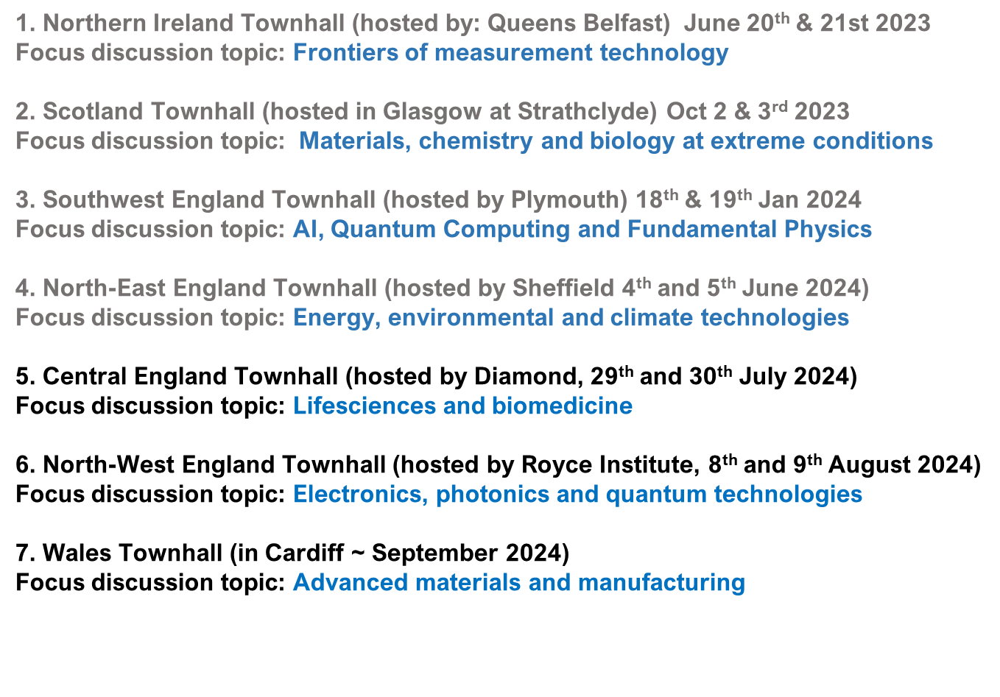 1. Northern Ireland Townhall (hosted by: Queens Belfast)  June 20th & 21st 2023
Focus discussion topic: Frontiers of measurement technology
2. Scotland Townhall (hosted in Glasgow at Strathclyde) Oct 2 & 3rd 2023
Focus discussion topic:  Materials, chemistry and biology at extreme conditions
3. Southwest England Townhall (hosted by Plymouth) 18th & 19th Jan 2024
Focus discussion topic: AI, Quantum Computing and Fundamental Physics
4. North-East England Townhall (hosted by Sheffield 4th and 5th June 2024)
Focus discussion topic: Energy, environmental and climate technologies
5. Central England Townhall (hosted by Diamond, 29th and 30th July 2024)
Focus discussion topic: Lifesciences and biomedicine
6. North-West England Townhall (hosted by Royce Institute, 8th and 9th August 2024)
Focus discussion topic: Electronics, photonics and quantum technologies
7. Wales Townhall (in Cardiff ~ September 2024)
Focus discussion topic: Advanced materials and manufacturing